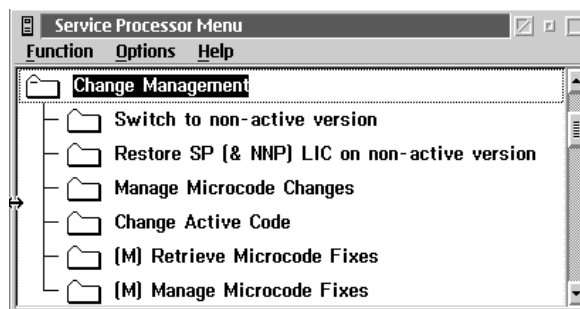 Service Processor Menu
Function Options Help
Change Management
Switch to non-active version
Restore SP (& NNP) LIC on non-active version
Manage Microcode Changes
Change Active Code
(M) Retrieve Microcode Fixes
(M) Manage Microcode Fixes